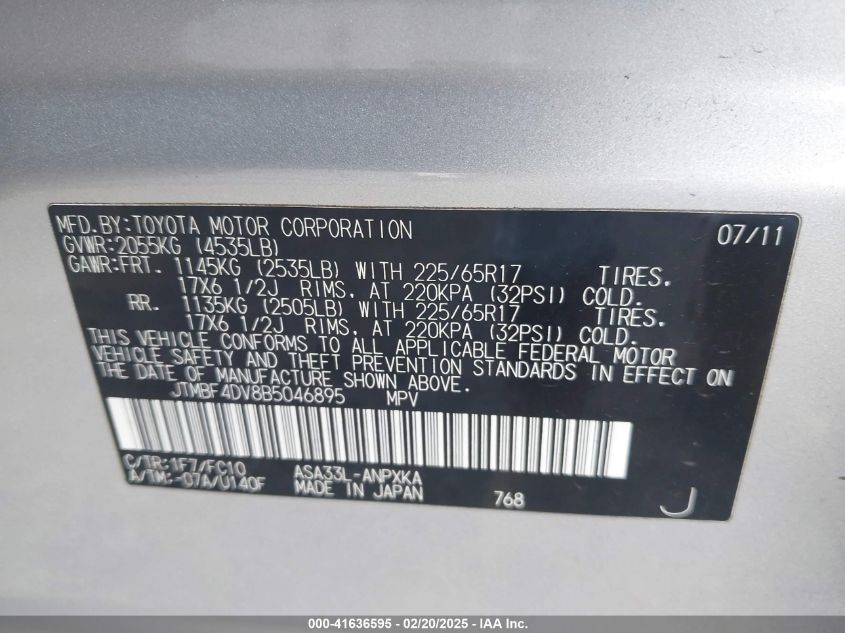 MFD.BY:TOYOTA MOTOR CORPORATION 07/11
GVWR:2055KG (4535LB)
GAWR:FRT. 1145KG (2535LB) WITH 225/65R17 TIRES.
17X6 1/2J RIMS, AT 220KPA (32PSI) COLD.
RR. 1135KG (2505LB) WITH 225/65R17 TIRES.
17X6 1/2J RIMS, AT 220KPA (32PSI) COLD.
THIS VEHICLE CONFORMS TO ALL APPLICABLE FEDERAL MOTOR
VEHICLE SAFETY AND THEFT PREVENTION STANDARDS IN EFFECT ON
THE DATE OF MANUFACTURE SHOWN ABOVE.
JTMBF4DV8B5046895 MPV
C/TR:1F7/FC10 ASA33L-ANPXKA
A/TM:-07A/U140F MADE IN JAPAN 768 J
000-41636595 - 02/20/2025 - IAA Inc.